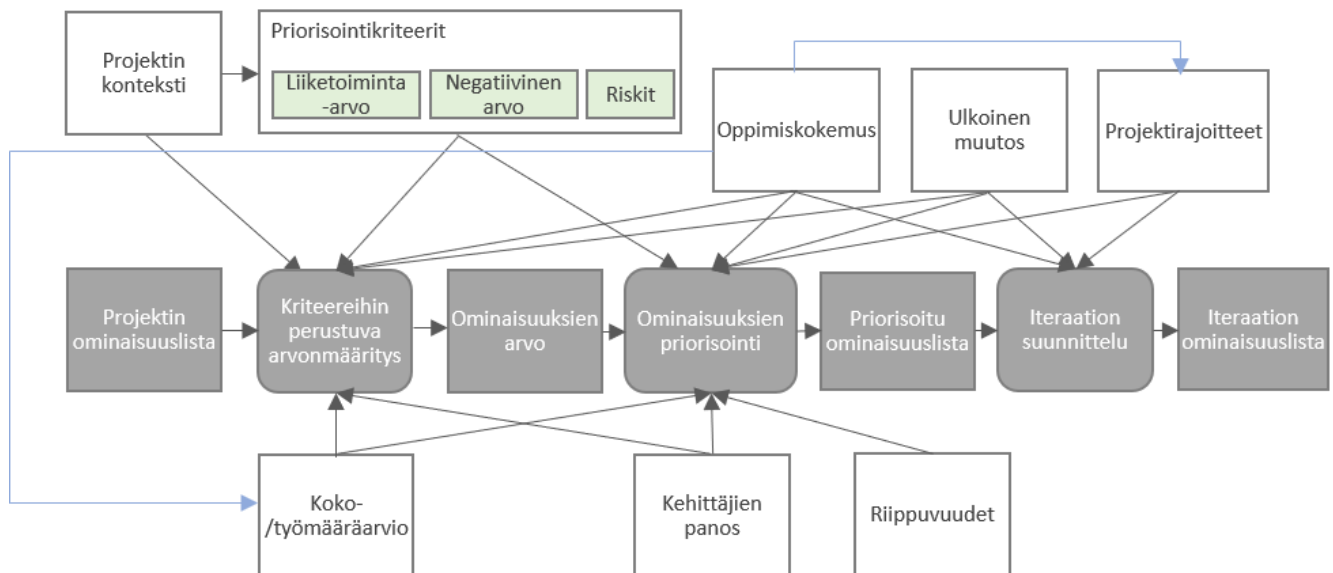 Projektin
konteksti
Priorisointikriteerit
Liiketoiminta
-arvo
Negatiivinen
arvo
Riskit
Oppimiskokemus
Ulkoinen
muutos
Projektirajoitteet
Projektin
ominaisuuslista
Kriteereihin
perustuva
arvonmääritys
Ominaisuuksien
arvo
Ominaisuuksien
priorisointi
Priorisoitu
ominaisuuslista
Iteraation
suunnittelu
Iteraation
ominaisuuslista
Koko-
/työmääräarvio
Kehittäjien
panos
Riippuvuudet